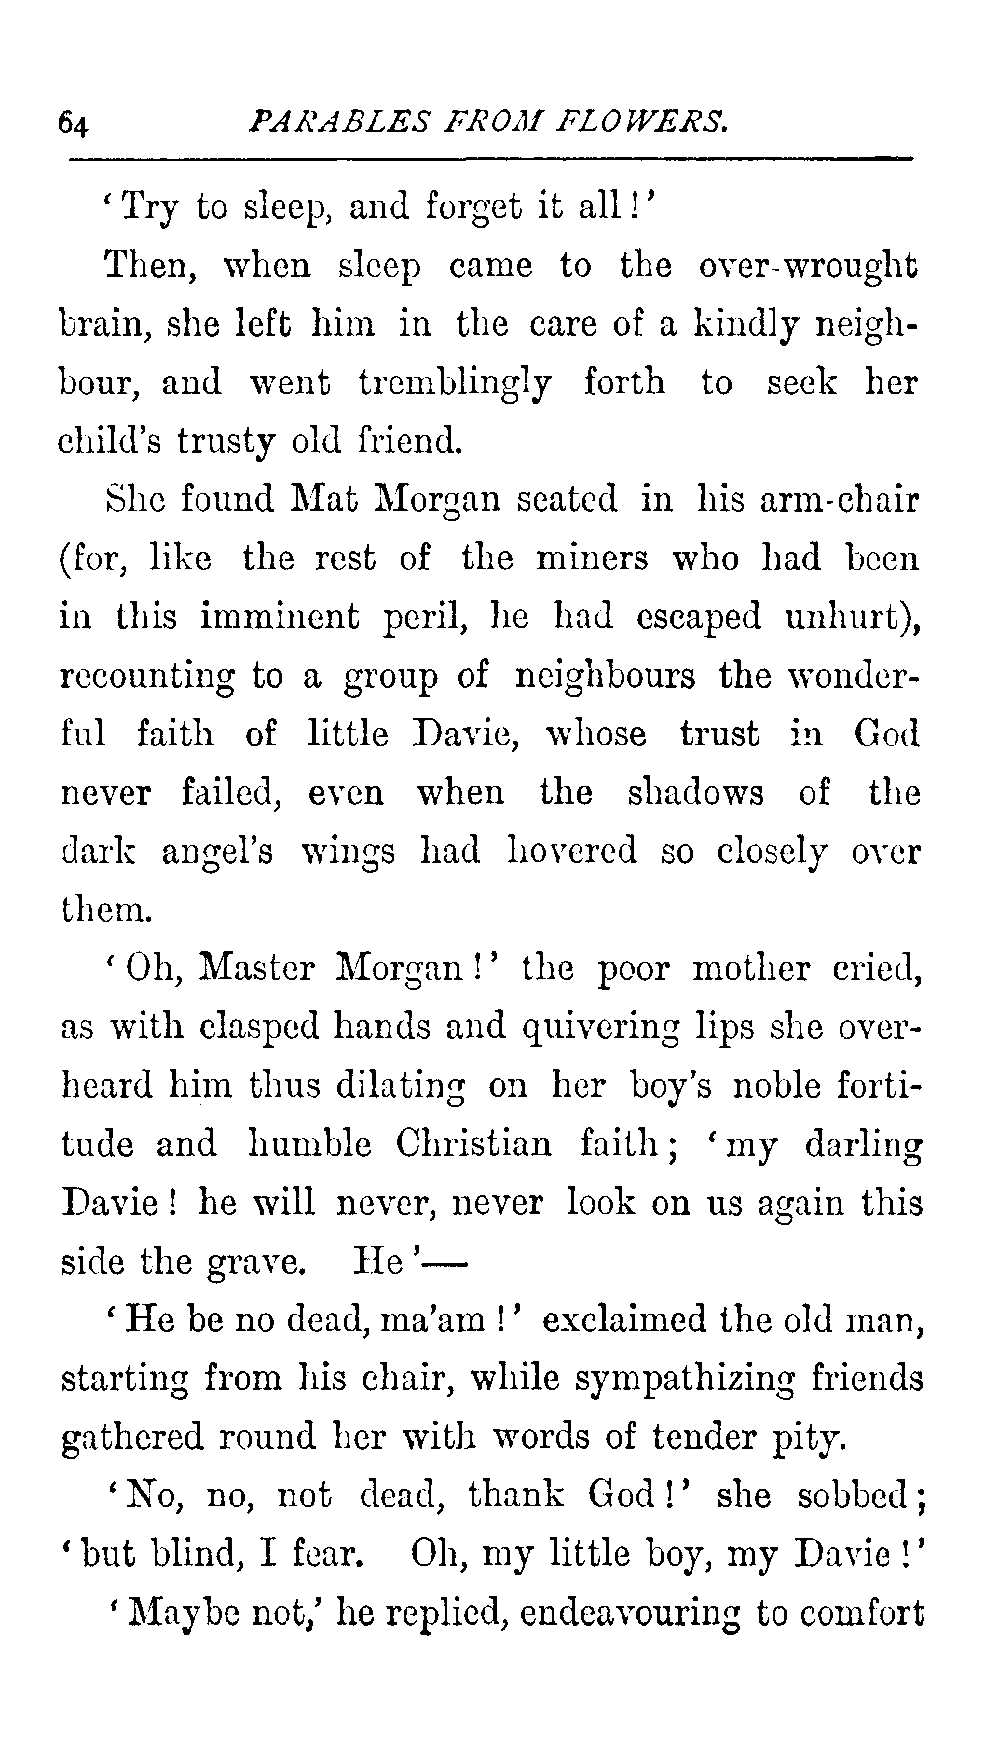 64 PARABLES FROM FLOWERS.
‘Try to sleep, and forget it all!’
Then, when sleep came to the over-wrought
brain, she left him in the care of a kindly neigh-
bour, and went tremblingly forth to seek her
child’s trusty old friend.
She found Mat Morgan seated in his arm-chair
(for, like the rest of the miners who had been
in this imminent peril, he had escaped unhurt),
recounting to a group of neighbours the wonder-
ful faith of little Davie, whose trust in God
never failed, even when the shadows of the
dark angel’s wings had hovered so closely over
them.
‘Oh, Master Morgan!’ the poor mother cried,
as with clasped hands and quivering lips she over-
heard him thus dilating on her boy’s noble forti-
tude and humble Christian faith; ‘my darling
Davie! he will never, never look on us again this
side the grave. He’—
‘He be no dead, ma’am!’ exclaimed the old man,
starting from his chair, while sympathizing friends
gathered round her with words of tender pity.
‘No, no, not dead, thank God!’ she sobbed;
‘but blind, I fear. Oh, my little boy, my Davie!’
‘Maybe not,’ he replied, endeavouring to comfort